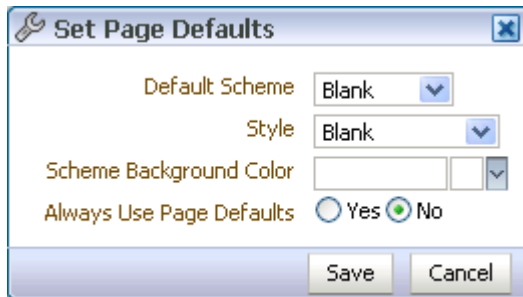 Set Page Defaults
Default Scheme Blank
Style Blank
Scheme Background Color
Always Use Page Defaults Yes No
Save Cancel